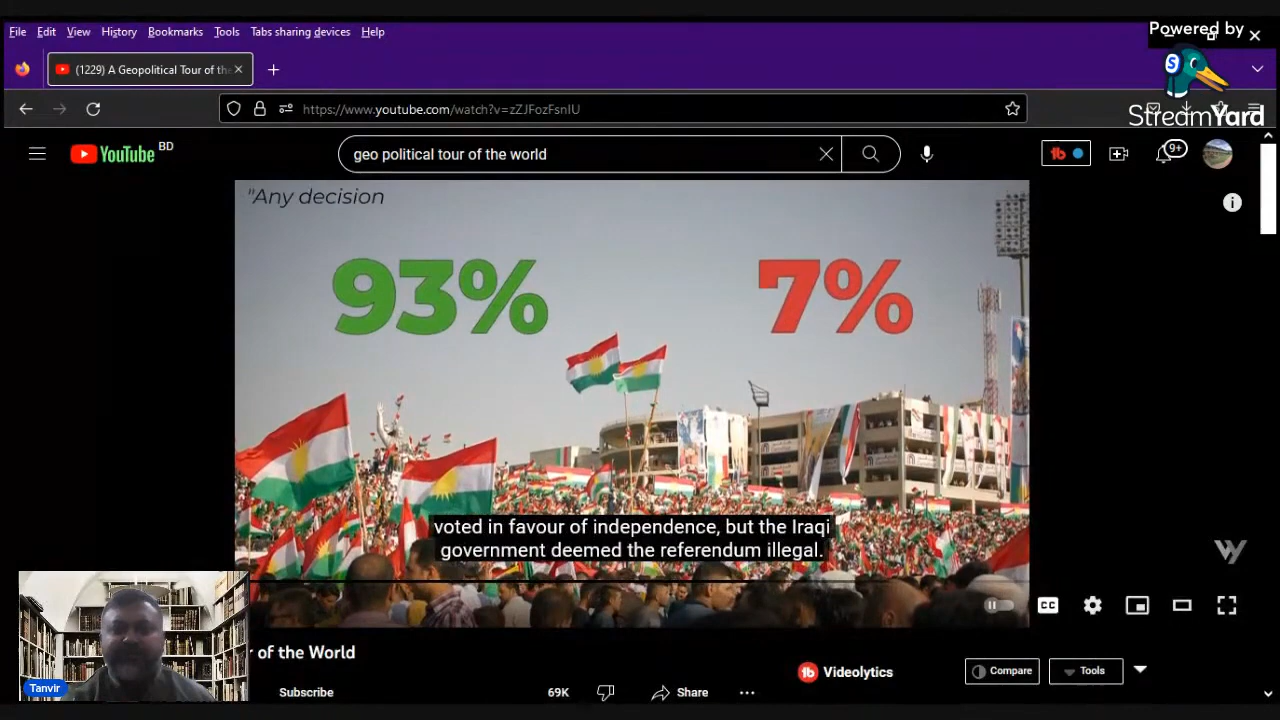 File Edit View History Bookmarks Tools Tabs sharing devices Help
Powered by
StreamYard
(1229) A Geopolitical Tour of the
https://www.youtube.com/watch?v=zZJFozFsnIU
YouTube BD
geo political tour of the world
9+
"Any decision
93% 7%
voted in favour of independence, but the Iraqi
government deemed the referendum illegal.
CC
Tanvir
of the World
Videolytics
Compare
Tools
Subscribe
69K
Share